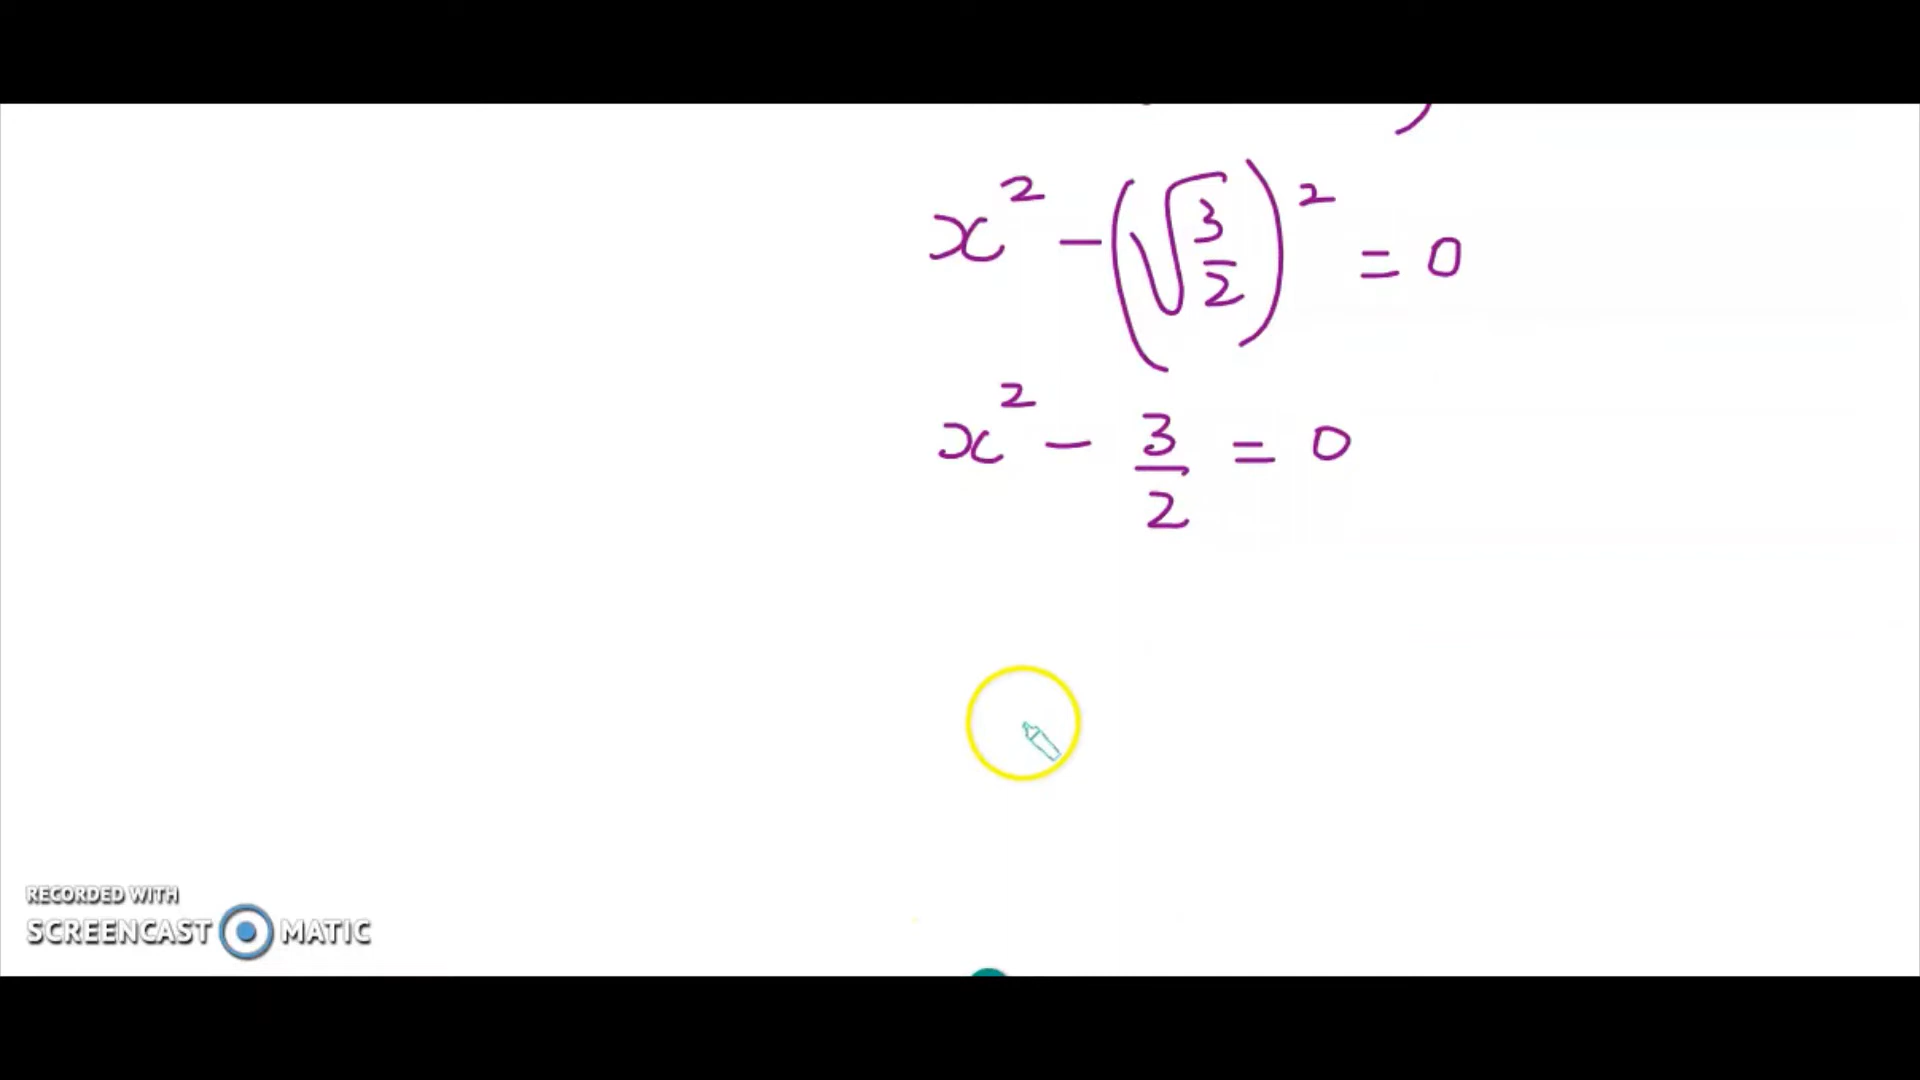 x² - (√3/2)² = 0
x² - 3/2 = 0
RECORDED WITH
SCREENCAST MATIC